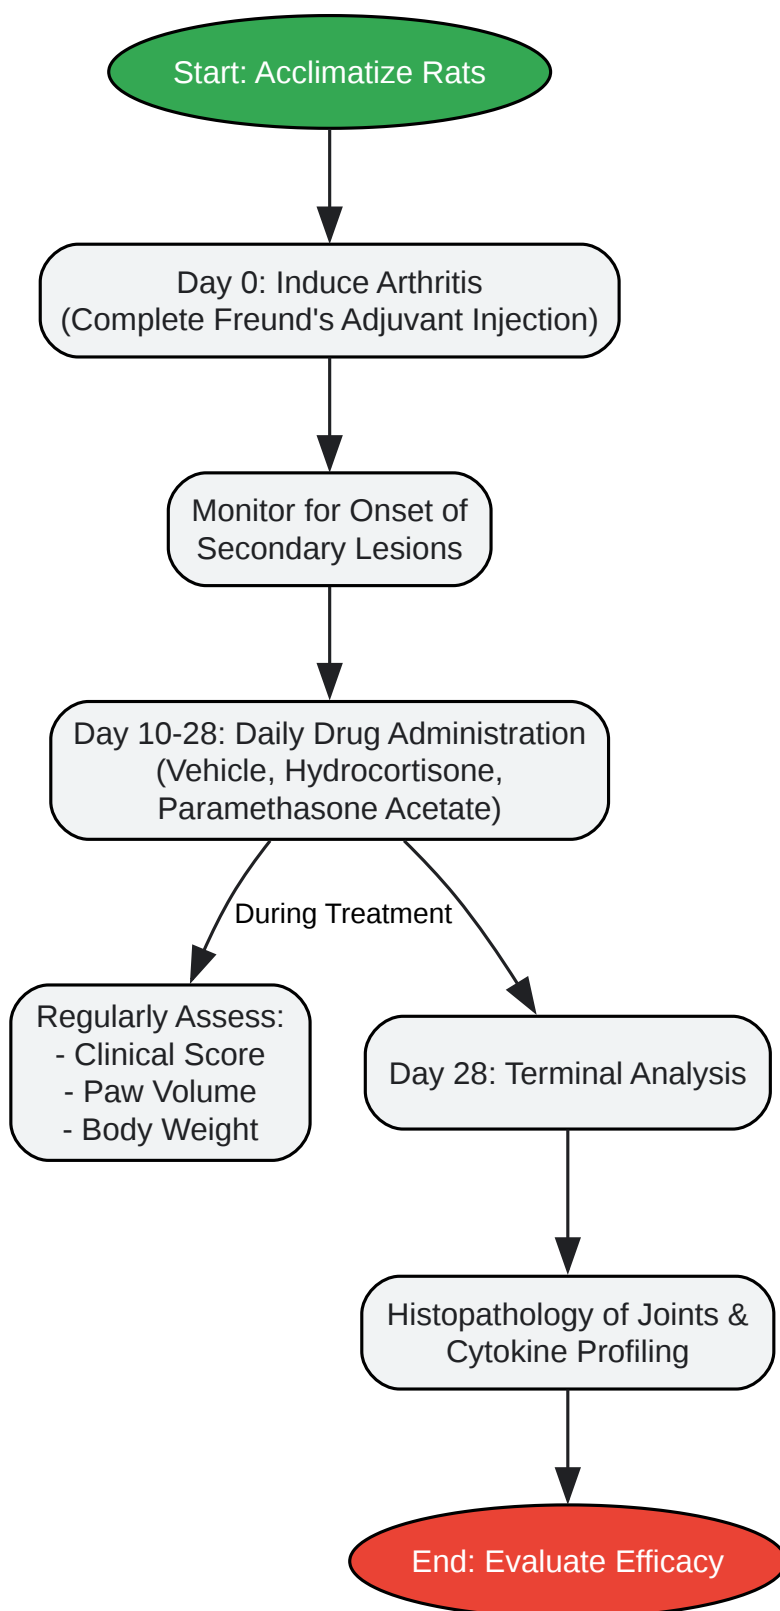 Start: Acclimatize Rats
Day 0: Induce Arthritis
(Complete Freund's Adjuvant Injection)
Monitor for Onset of
Secondary Lesions
Day 10-28: Daily Drug Administration
(Vehicle, Hydrocortisone,
Paramethasone Acetate)
During Treatment
Regularly Assess:
- Clinical Score
- Paw Volume
- Body Weight
Day 28: Terminal Analysis
Histopathology of Joints &
Cytokine Profiling
End: Evaluate Efficacy